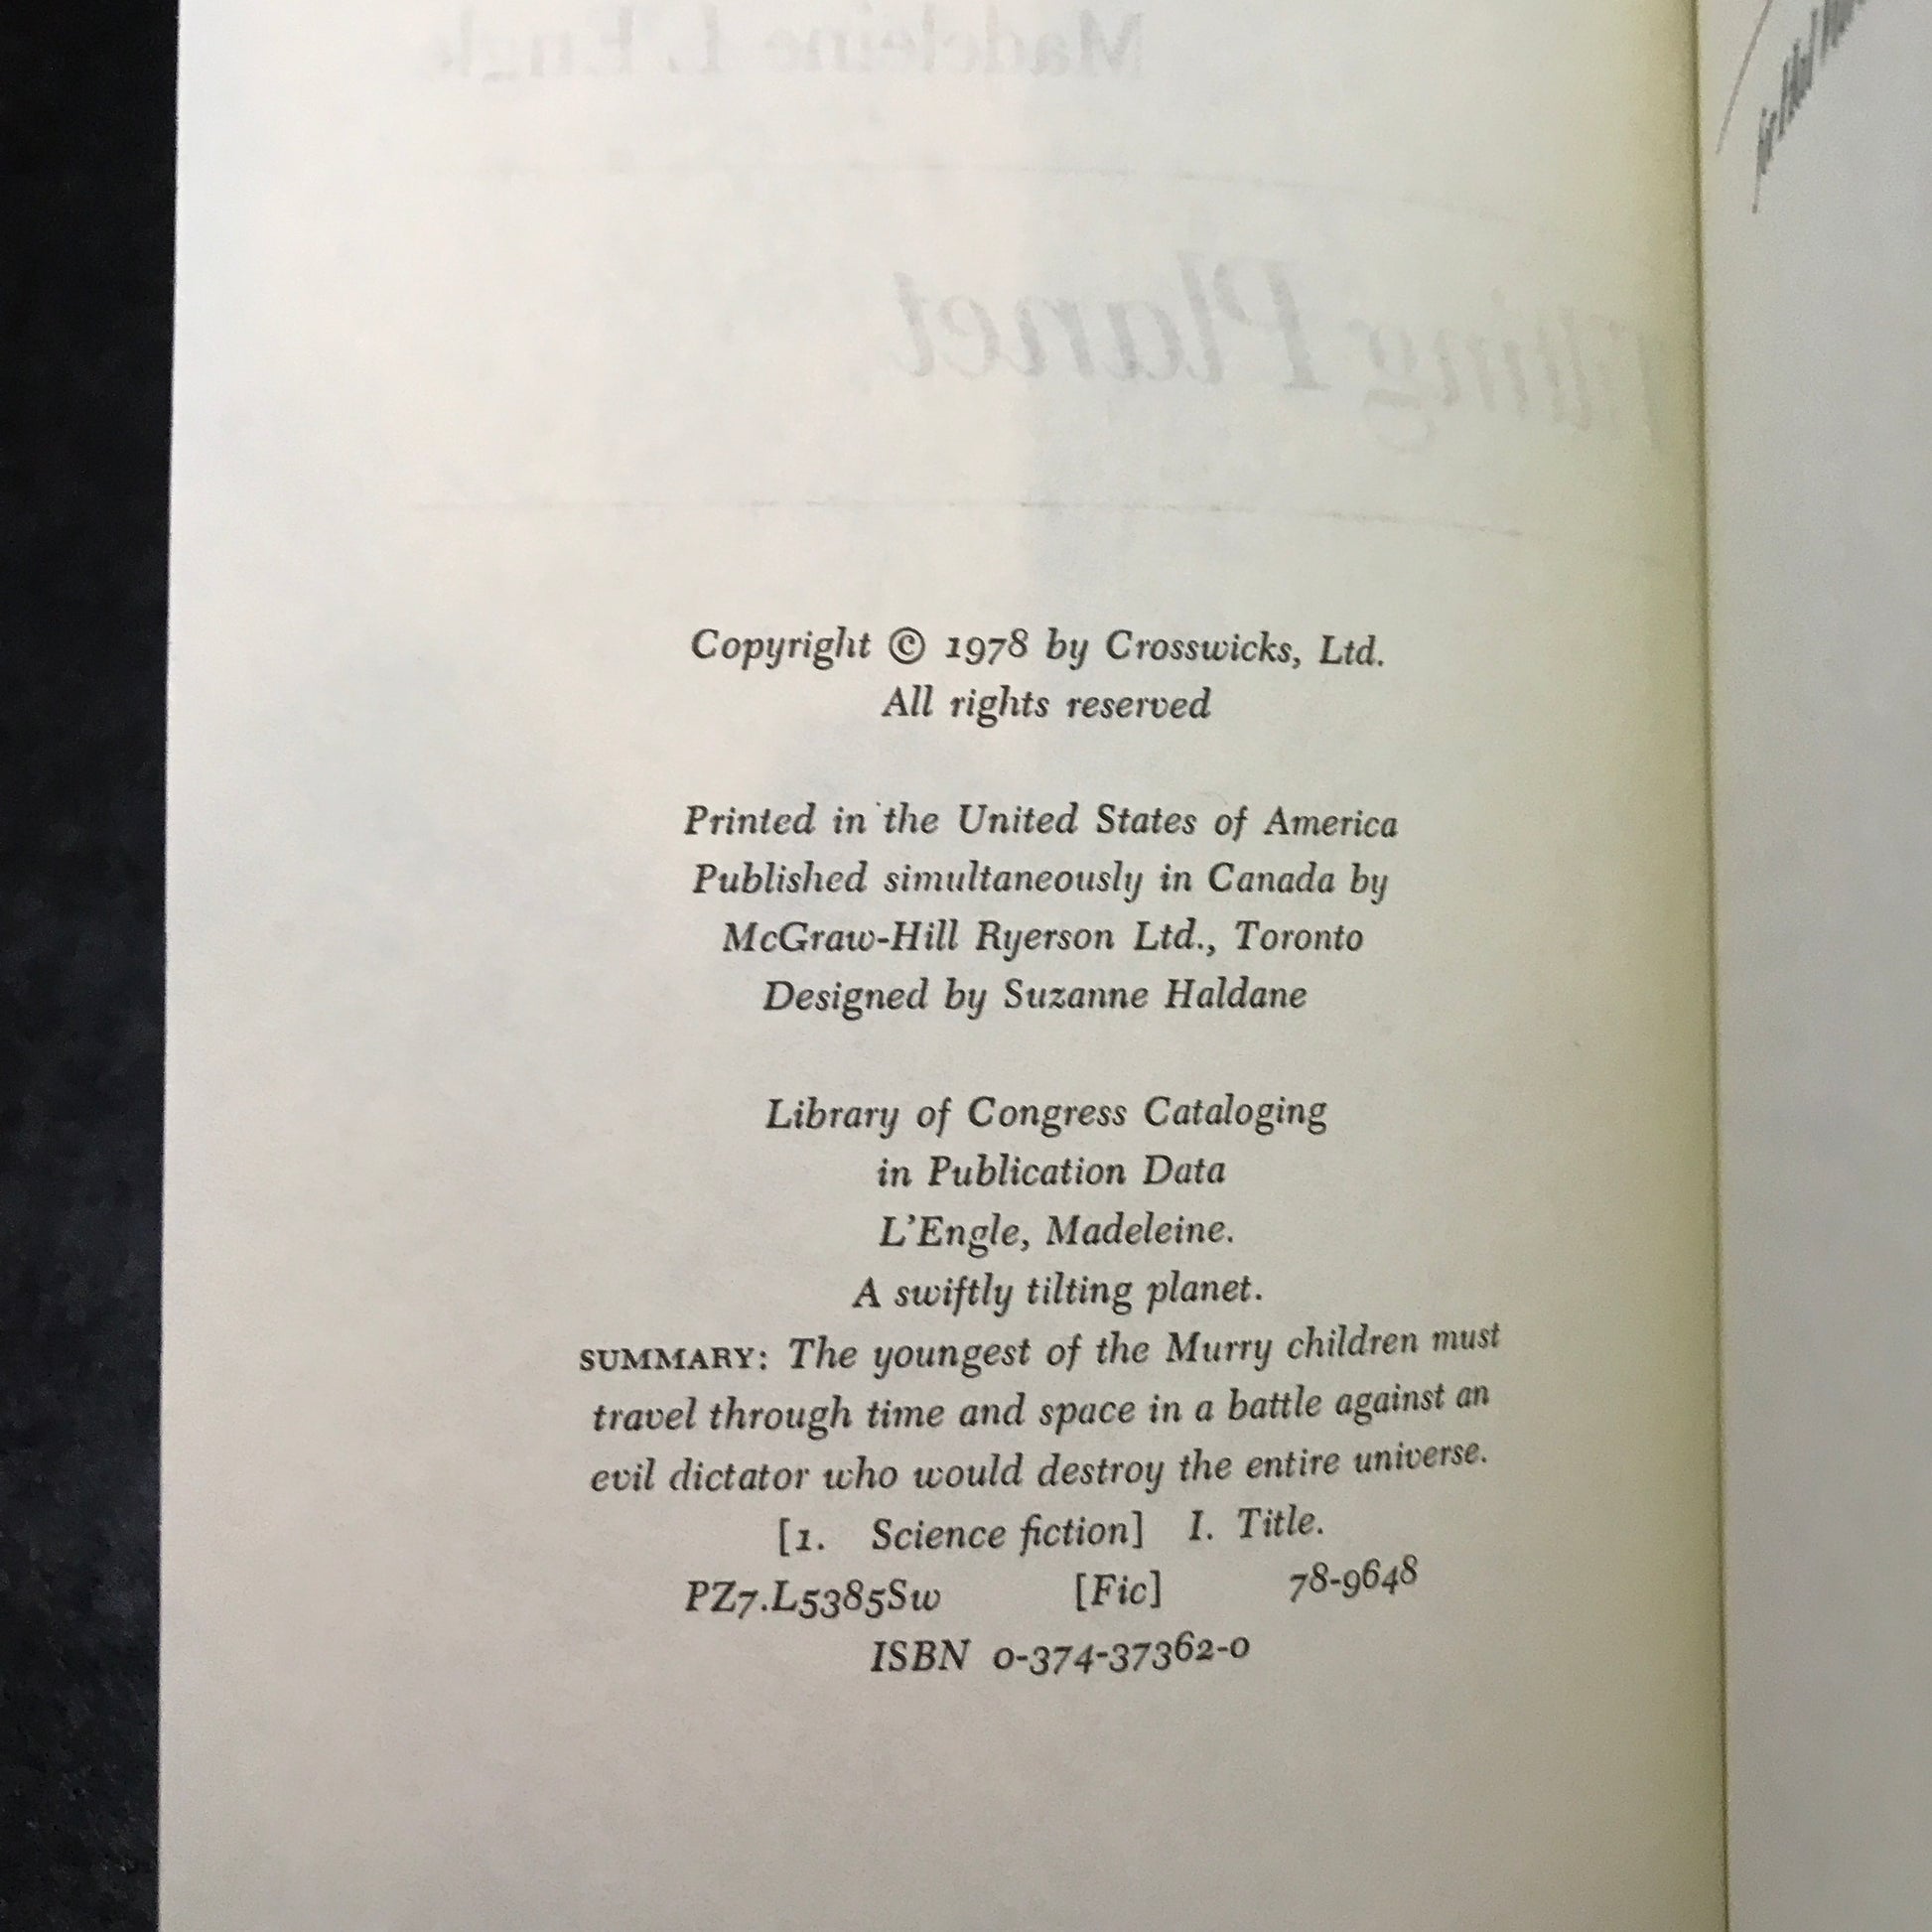 Madeleine L'Engle
Tilting Planet
Copyright © 1978 by Crosswicks, Ltd.
All rights reserved
Printed in the United States of America
Published simultaneously in Canada by
McGraw-Hill Ryerson Ltd., Toronto
Designed by Suzanne Haldane
Library of Congress Cataloging
in Publication Data
L'Engle, Madeleine.
A swiftly tilting planet.
SUMMARY: The youngest of the Murry children must
travel through time and space in a battle against an
evil dictator who would destroy the entire universe.
[1. Science fiction] I. Title.
PZ7.L5385Sw [Fic] 78-9648
ISBN 0-374-37362-0